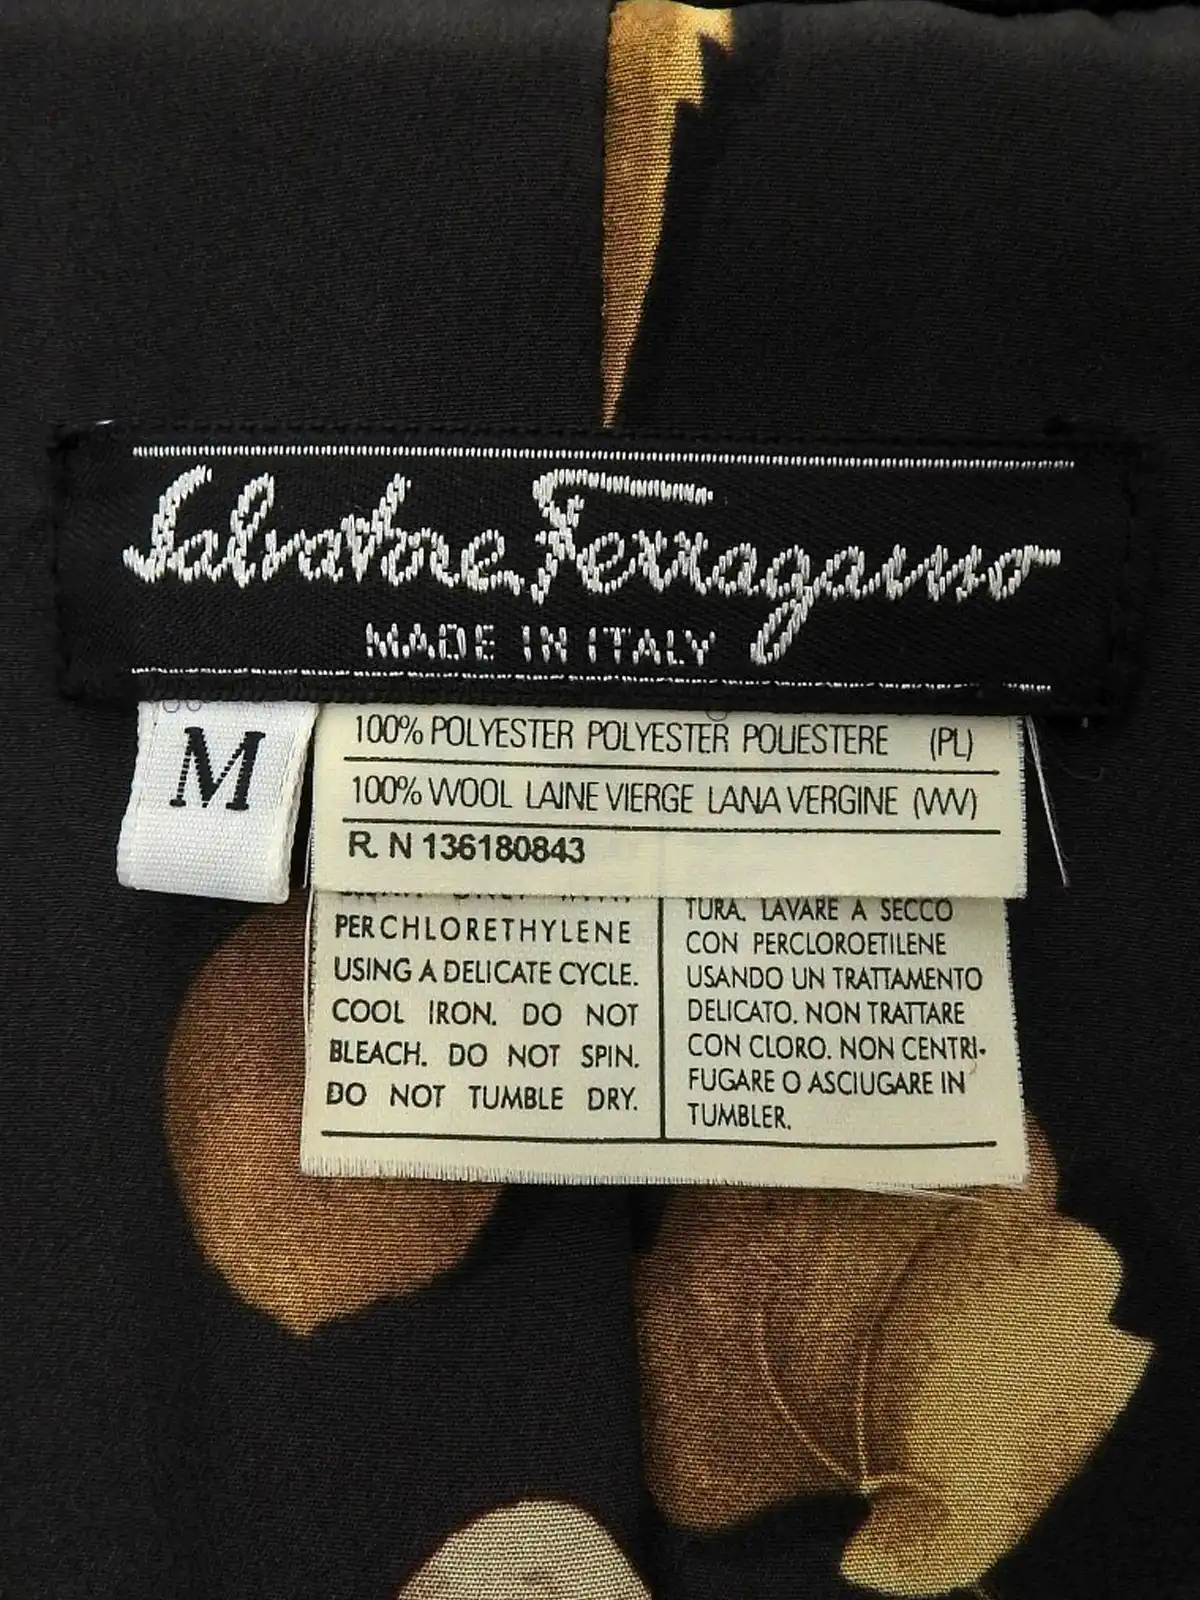 Salvatore Ferragamo
MADE IN ITALY
M
100% POLYESTER POLYESTER POLIESTERE (PL)
100% WOOL LAINE VIERGE LANA VERGINE (WV)
R. N 136180843
PERCHLORETHYLENE
USING A DELICATE CYCLE.
COOL IRON. DO NOT
BLEACH. DO NOT SPIN.
DO NOT TUMBLE DRY.
TURA. LAVARE A SECCO
CON PERCLOROETILENE
USANDO UN TRATTAMENTO
DELICATO. NON TRATTARE
CON CLORO. NON CENTRI-
FUGARE O ASCIUGARE IN
TUMBLER.